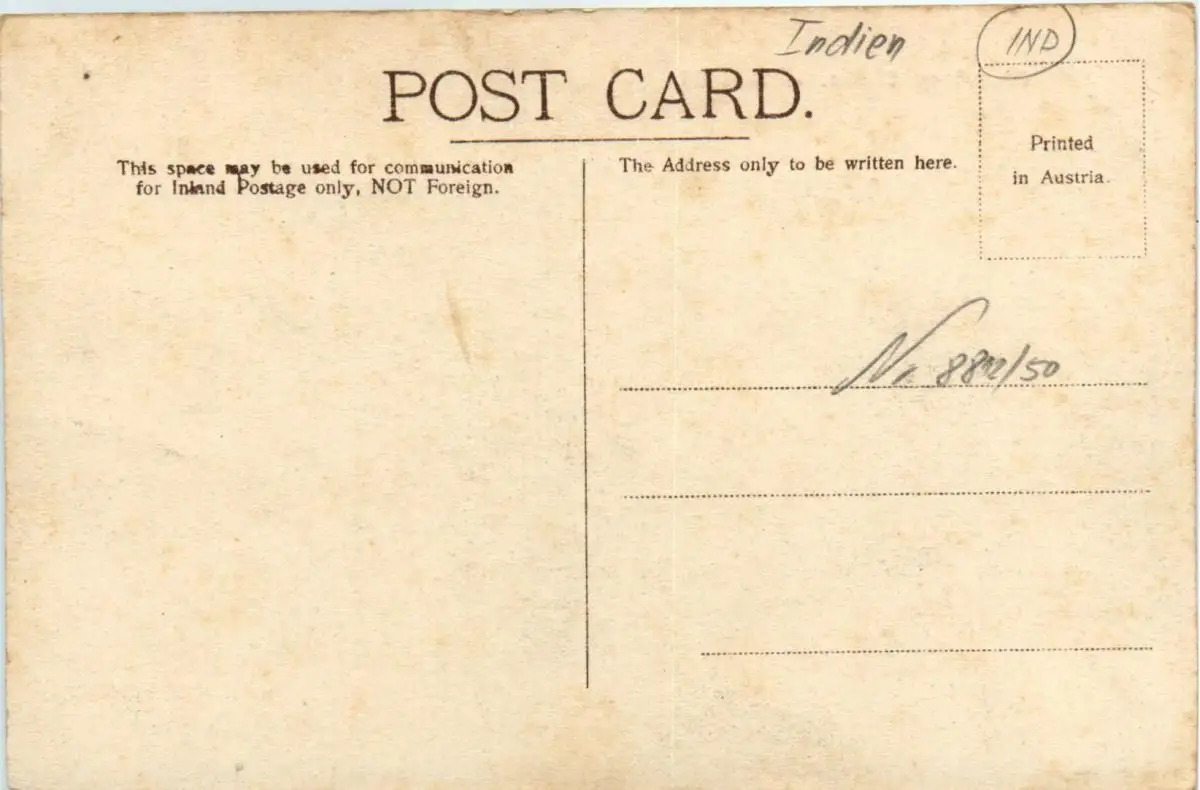 Indien
IND
POST CARD.
This space may be used for communication
for Inland Postage only, NOT Foreign.
The Address only to be written here.
Printed
in Austria.